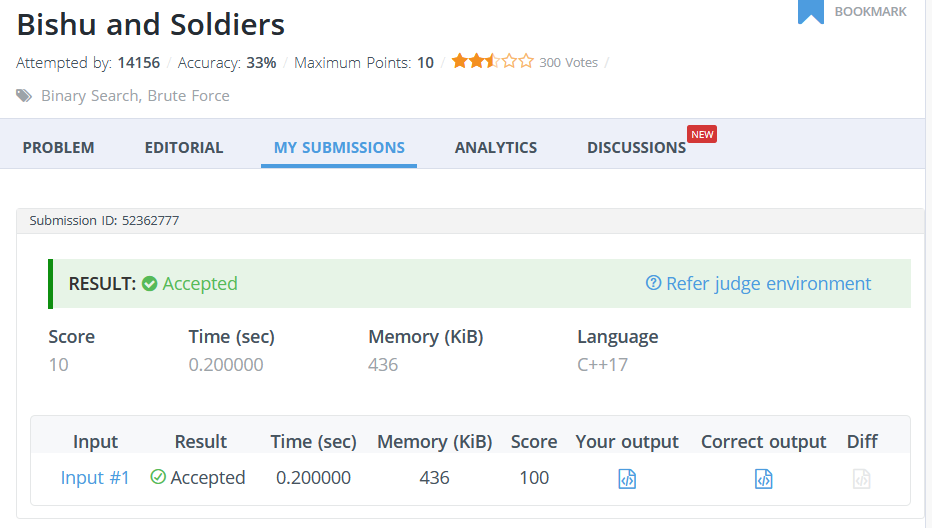 Bishu and Soldiers
BOOKMARK
Attempted by: 14156 / Accuracy: 33% / Maximum Points: 10 / 300 Votes /
Binary Search, Brute Force
PROBLEM EDITORIAL MY SUBMISSIONS ANALYTICS DISCUSSIONS NEW
Submission ID: 52362777
RESULT: Accepted Refer judge environment
Score Time (sec) Memory (KiB) Language
10 0.200000 436 C++17
Input Result Time (sec) Memory (KiB) Score Your output Correct output Diff
Input #1 Accepted 0.200000 436 100